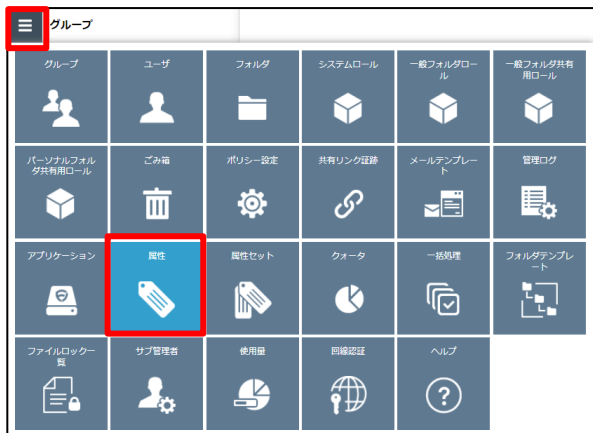 グループ
グループ
ユーザ
フォルダ
システムロール
一般フォルダロー
ル
一般フォルダ共有
用ロール
パーソナルフォル
ダ共有用ロール
ごみ箱
ポリシー設定
共有リンク証跡
メールテンプレー
ト
管理ログ
アプリケーション
属性
属性セット
クォータ
一括処理
フォルダテンプレ
ート
ファイルロック一
覧
サブ管理者
使用量
回線認証
ヘルプ